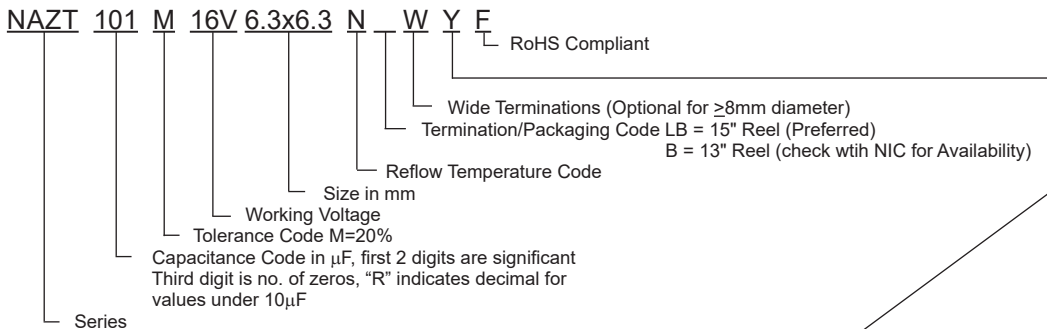 NAZT 101 M 16V 6.3x6.3 N _ W Y F
RoHS Compliant
Wide Terminations (Optional for ≥8mm diameter)
Termination/Packaging Code LB = 15" Reel (Preferred)
B = 13" Reel (check wtih NIC for Availability)
Reflow Temperature Code
Size in mm
Working Voltage
Tolerance Code M=20%
Capacitance Code in μF, first 2 digits are significant
Third digit is no. of zeros, “R” indicates decimal for
values under 10μF
Series